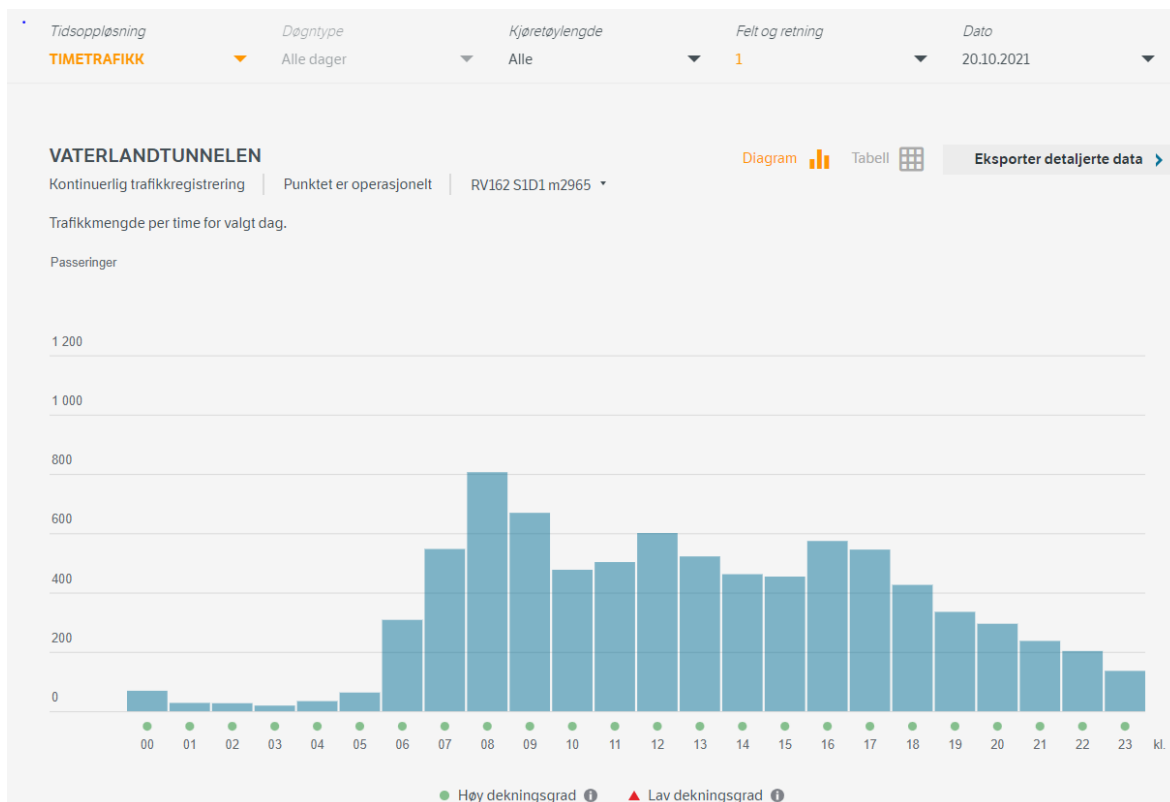 Tidsoppløsning Døgntype Kjøretøylengde Felt og retning Dato
TIMETRAFIKK Alle dager Alle 1 20.10.2021
VATERLANDTUNNELEN
Diagram Tabell Eksporter detaljerte data
Kontinuerlig trafikkregistrering Punktet er operasjonelt RV162 S1D1 m2965
Trafikkmengde per time for valgt dag.
Passeringer
1 200
1 000
800
600
400
200
0
00 01 02 03 04 05 06 07 08 09 10 11 12 13 14 15 16 17 18 19 20 21 22 23 kl.
Høy dekningsgrad Lav dekningsgrad